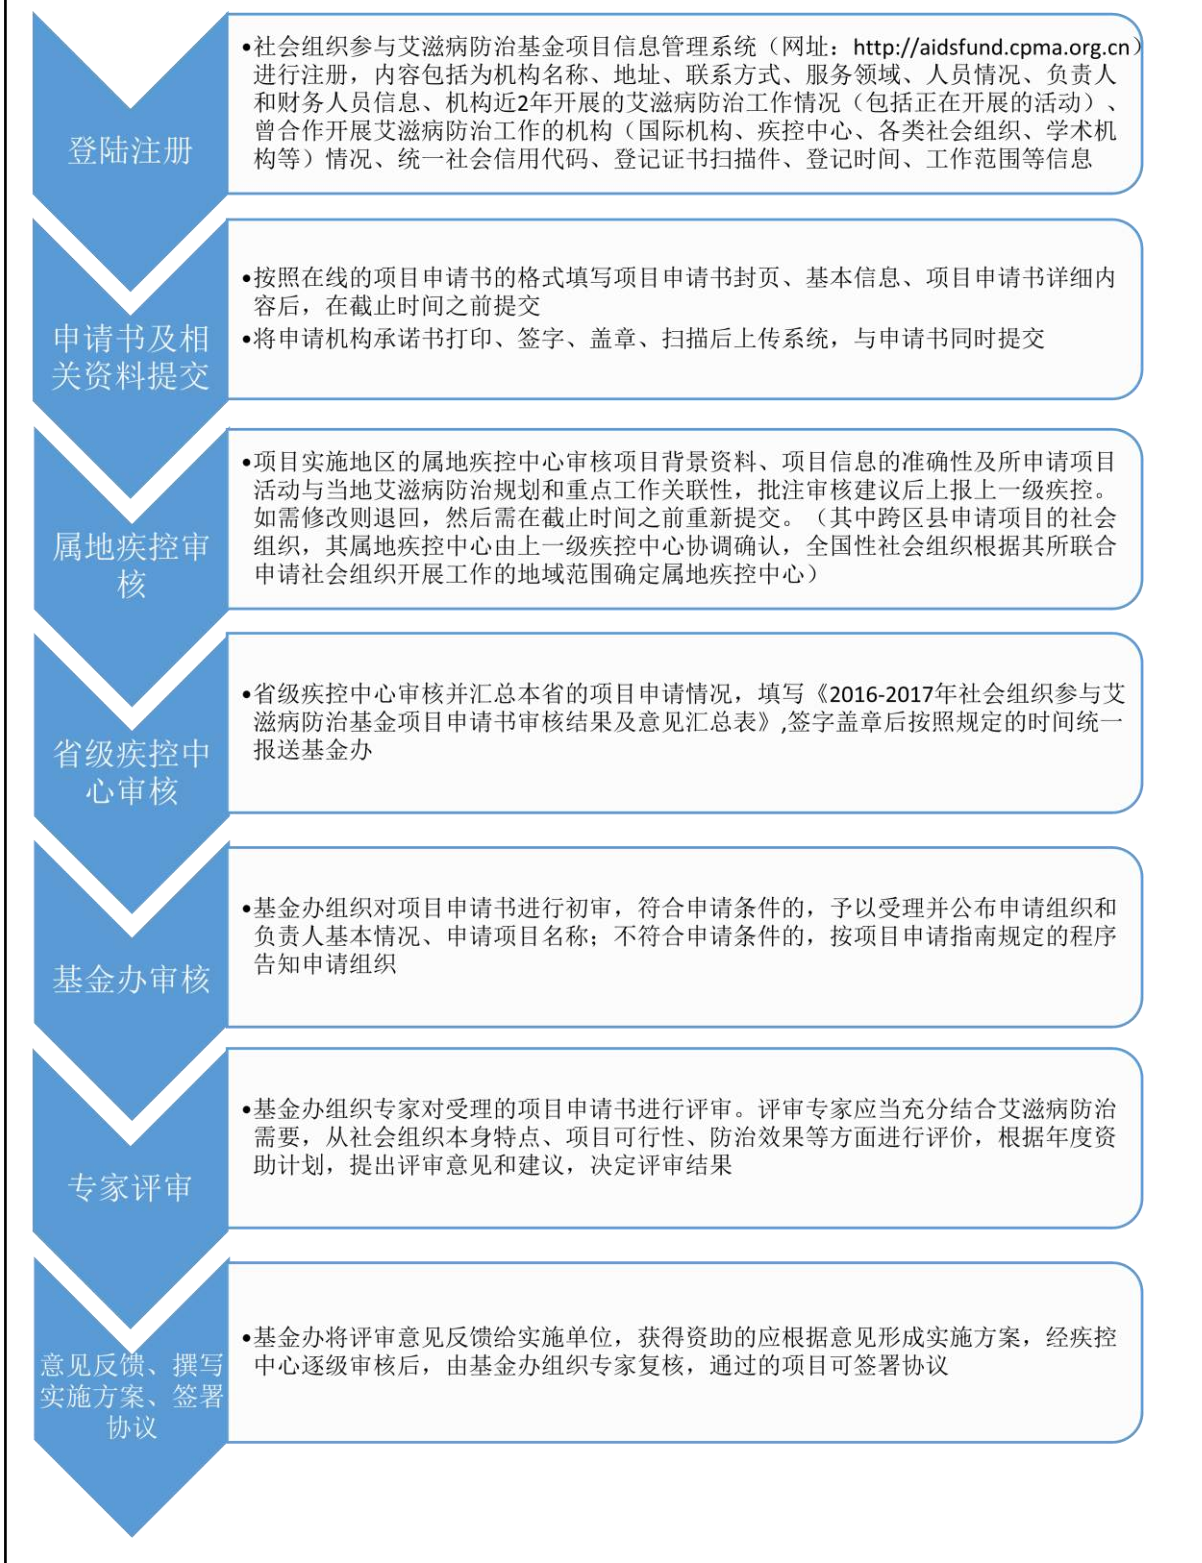 登陆注册
•社会组织参与艾滋病防治基金项目信息管理系统（网址：http://aidsfund.cpma.org.cn）
进行注册，内容包括为机构名称、地址、联系方式、服务领域、人员情况、负责人
和财务人员信息、机构近2年开展的艾滋病防治工作情况（包括正在开展的活动）、
曾合作开展艾滋病防治工作的机构（国际机构、疾控中心、各类社会组织、学术机
构等）情况、统一社会信用代码、登记证书扫描件、登记时间、工作范围等信息
申请书及相
关资料提交
•按照在线的项目申请书的格式填写项目申请书封页、基本信息、项目申请书详细内
容后，在截止时间之前提交
•将申请机构承诺书打印、签字、盖章、扫描后上传系统，与申请书同时提交
属地疾控审
核
•项目实施地区的属地疾控中心审核项目背景资料、项目信息的准确性及所申请项目
活动与当地艾滋病防治规划和重点工作关联性，批注审核建议后上报上一级疾控。
如需修改则退回，然后需在截止时间之前重新提交。（其中跨区县申请项目的社会
组织，其属地疾控中心由上一级疾控中心协调确认，全国性社会组织根据其所联合
申请社会组织开展工作的地域范围确定属地疾控中心）
省级疾控中
心审核
•省级疾控中心审核并汇总本省的项目申请情况，填写《2016-2017年社会组织参与艾
滋病防治基金项目申请书审核结果及意见汇总表》,签字盖章后按照规定的时间统一
报送基金办
基金办审核
•基金办组织对项目申请书进行初审，符合申请条件的，予以受理并公布申请组织和
负责人基本情况、申请项目名称；不符合申请条件的，按项目申请指南规定的程序
告知申请组织
专家评审
•基金办组织专家对受理的项目申请书进行评审。评审专家应当充分结合艾滋病防治
需要，从社会组织本身特点、项目可行性、防治效果等方面进行评价，根据年度资
助计划，提出评审意见和建议，决定评审结果
意见反馈、撰写
实施方案、签署
协议
•基金办将评审意见反馈给实施单位，获得资助的应根据意见形成实施方案，经疾控
中心逐级审核后，由基金办组织专家复核，通过的项目可签署协议